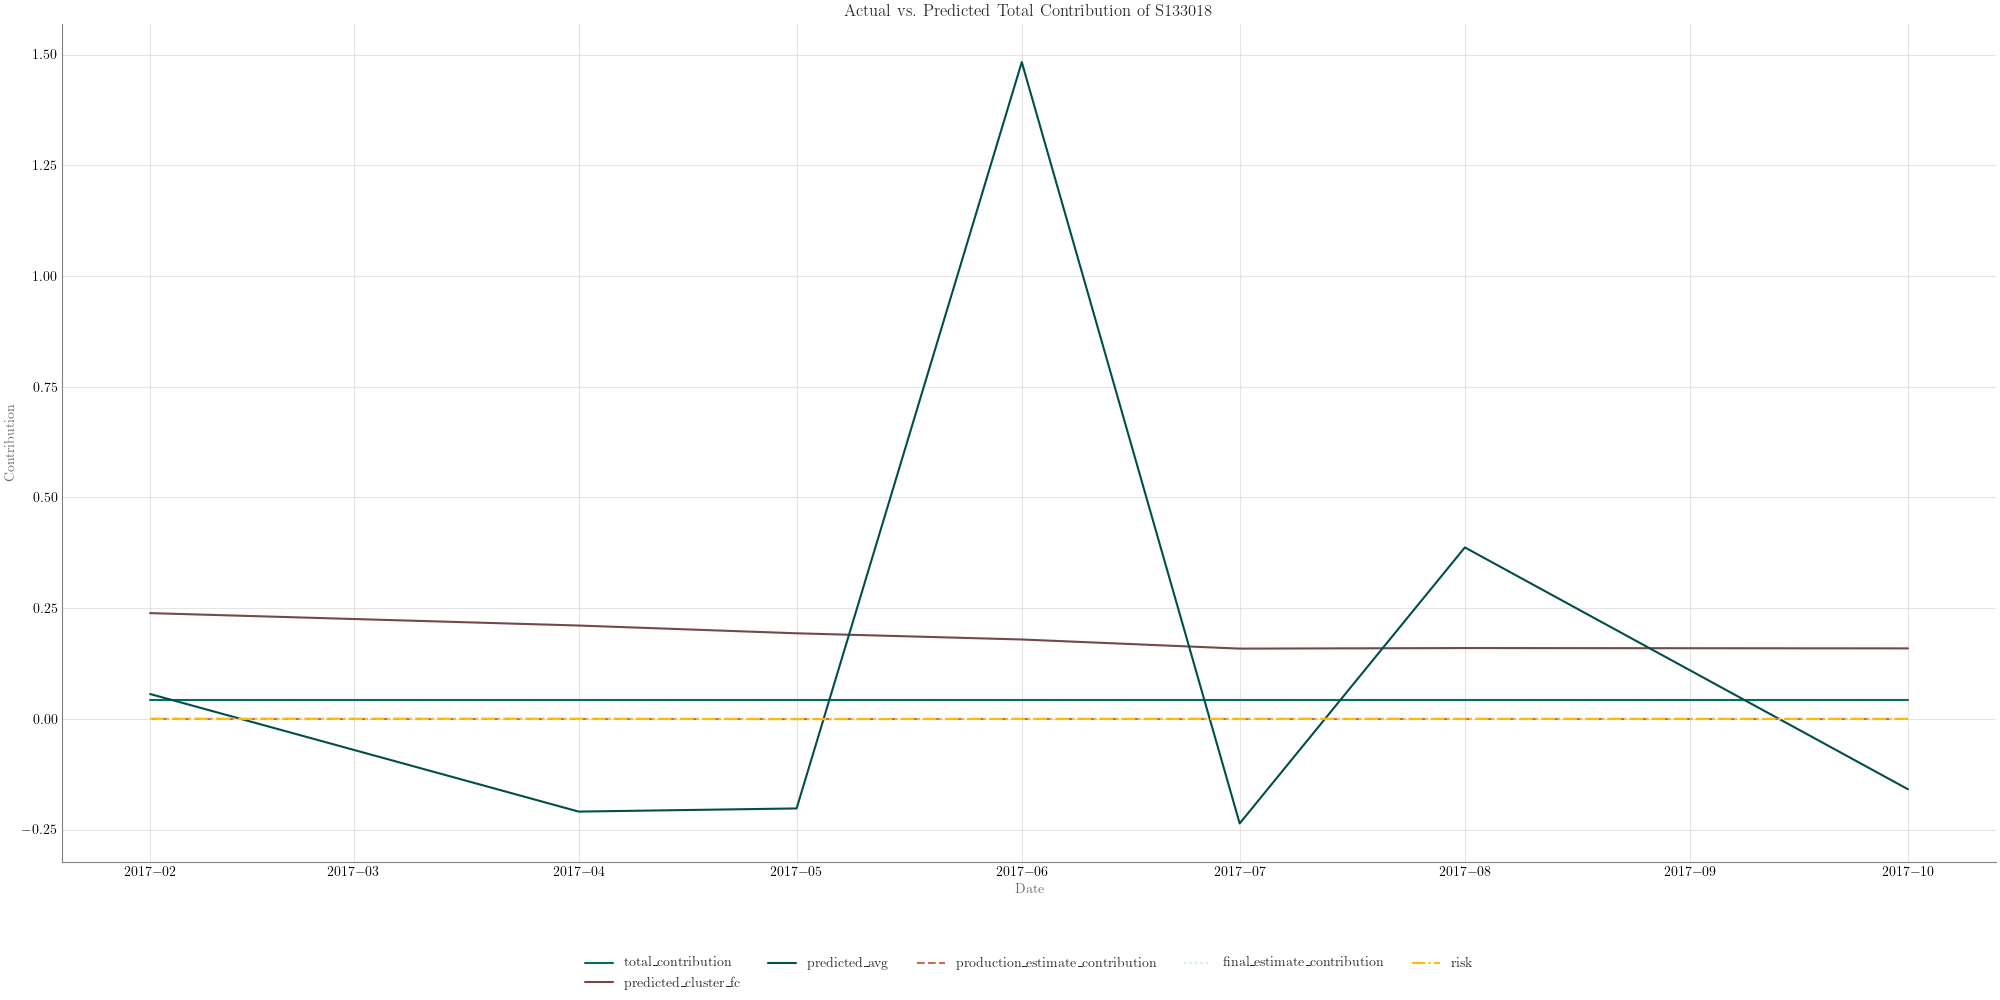 Actual vs. Predicted Total Contribution of S133018
1.50
1.25
1.00
0.75
0.50
0.25
0.00
−0.25
Contribution
2017−02 2017−03 2017−04 2017−05 2017−06 2017−07 2017−08 2017−09 2017−10
Date
total_contribution predicted_avg production_estimate_contribution final_estimate_contribution risk
predicted_cluster_fc